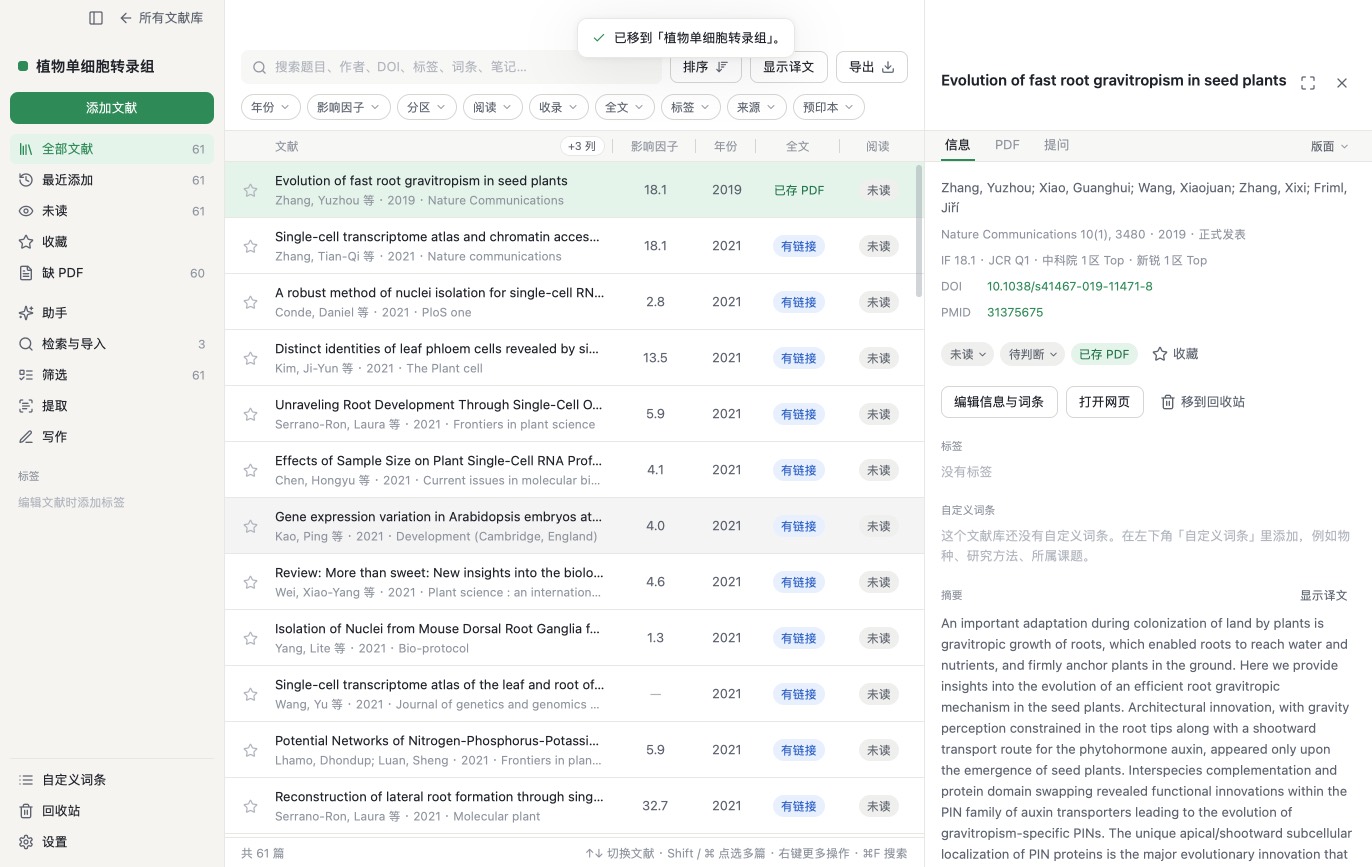 所有文献库
植物单细胞转录组
添加文献
全部文献 61
最近添加 61
未读 61
收藏
缺 PDF 60
助手
检索与导入 3
筛选 61
提取
写作
标签
编辑文献时添加标签
自定义词条
回收站
设置
已移到「植物单细胞转录组」。
搜索题目、作者、DOI、标签、词条、笔记…
排序
显示译文
导出
年份 影响因子 分区 阅读 收录 全文 标签 来源 预印本
文献 +3 列 影响因子 年份 全文 阅读
Evolution of fast root gravitropism in seed plants 18.1 2019 已存 PDF 未读
Zhang, Yuzhou 等 · 2019 · Nature Communications
Single-cell transcriptome atlas and chromatin acces... 18.1 2021 有链接 未读
Zhang, Tian-Qi 等 · 2021 · Nature communications
A robust method of nuclei isolation for single-cell RN... 2.8 2021 有链接 未读
Conde, Daniel 等 · 2021 · PloS one
Distinct identities of leaf phloem cells revealed by si... 13.5 2021 有链接 未读
Kim, Ji-Yun 等 · 2021 · The Plant cell
Unraveling Root Development Through Single-Cell O... 5.9 2021 有链接 未读
Serrano-Ron, Laura 等 · 2021 · Frontiers in plant science
Effects of Sample Size on Plant Single-Cell RNA Prof... 4.1 2021 有链接 未读
Chen, Hongyu 等 · 2021 · Current issues in molecular bi...
Gene expression variation in Arabidopsis embryos at... 4.0 2021 有链接 未读
Kao, Ping 等 · 2021 · Development (Cambridge, England)
Review: More than sweet: New insights into the biolo... 4.6 2021 有链接 未读
Wei, Xiao-Yang 等 · 2021 · Plant science : an internation...
Isolation of Nuclei from Mouse Dorsal Root Ganglia f... 1.3 2021 有链接 未读
Yang, Lite 等 · 2021 · Bio-protocol
Single-cell transcriptome atlas of the leaf and root of... — 2021 有链接 未读
Wang, Yu 等 · 2021 · Journal of genetics and genomics ...
Potential Networks of Nitrogen-Phosphorus-Potassi... 5.9 2021 有链接 未读
Lhamo, Dhondup; Luan, Sheng · 2021 · Frontiers in plan...
Reconstruction of lateral root formation through sing... 32.7 2021 有链接 未读
Serrano-Ron, Laura 等 · 2021 · Molecular plant
共 61 篇
↑↓ 切换文献 · Shift / ⌘ 点选多篇 · 右键更多操作 · ⌘F 搜索
Evolution of fast root gravitropism in seed plants
信息 PDF 提问 版面
Zhang, Yuzhou; Xiao, Guanghui; Wang, Xiaojuan; Zhang, Xixi; Friml,
Jiří
Nature Communications 10(1), 3480 · 2019 · 正式发表
IF 18.1 · JCR Q1 · 中科院 1区 Top · 新锐 1区 Top
DOI 10.1038/s41467-019-11471-8
PMID 31375675
未读 待判断 已存 PDF 收藏
编辑信息与词条 打开网页 移到回收站
标签
没有标签
自定义词条
这个文献库还没有自定义词条。在左下角「自定义词条」里添加，例如物
种、研究方法、所属课题。
摘要 显示译文
An important adaptation during colonization of land by plants is
gravitropic growth of roots, which enabled roots to reach water and
nutrients, and firmly anchor plants in the ground. Here we provide
insights into the evolution of an efficient root gravitropic
mechanism in the seed plants. Architectural innovation, with gravity
perception constrained in the root tips along with a shootward
transport route for the phytohormone auxin, appeared only upon
the emergence of seed plants. Interspecies complementation and
protein domain swapping revealed functional innovations within the
PIN family of auxin transporters leading to the evolution of
gravitropism-specific PINs. The unique apical/shootward subcellular
localization of PIN proteins is the major evolutionary innovation that